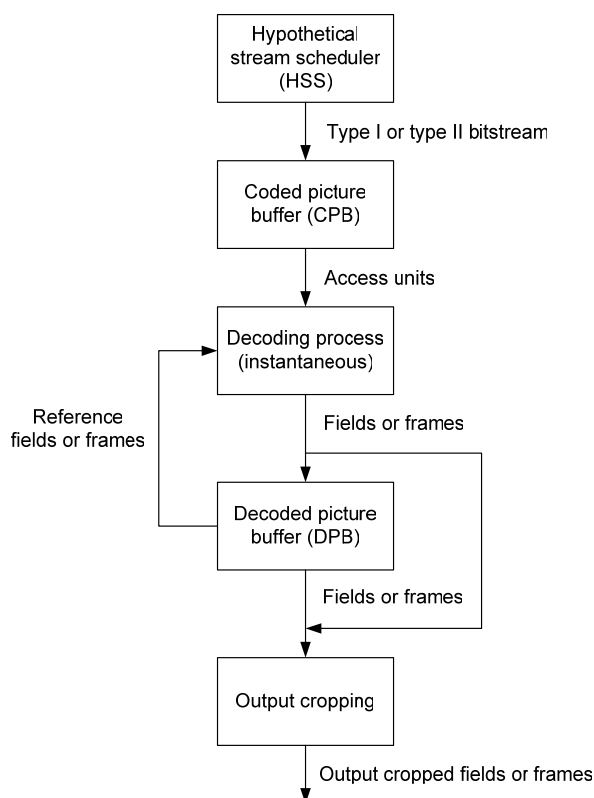 Hypothetical
stream scheduler
(HSS)
Type I or type II bitstream
Coded picture
buffer (CPB)
Access units
Decoding process
(instantaneous)
Reference
fields or frames
Fields or frames
Decoded picture
buffer (DPB)
Fields or frames
Output cropping
Output cropped fields or frames